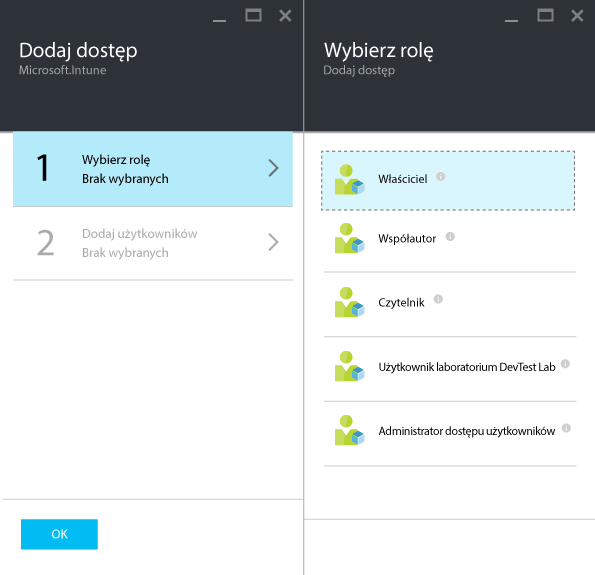 Dodaj dostęp
Microsoft.Intune
1
Wybierz rolę
Brak wybranych
2
Dodaj użytkowników
Brak wybranych
OK
Wybierz rolę
Dodaj dostęp
Właściciel
Współautor
Czytelnik
Użytkownik laboratorium DevTest Lab
Administrator dostępu użytkowników